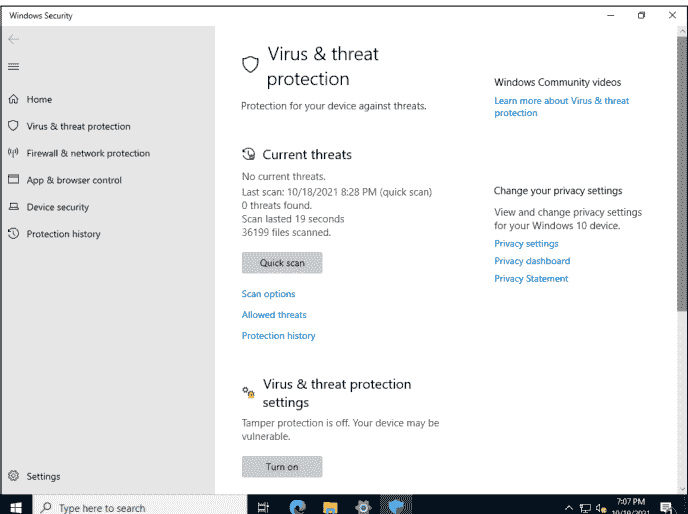 Windows Security
Home
Virus & threat protection
Firewall & network protection
App & browser control
Device security
Protection history
Settings
Virus & threat
protection
Protection for your device against threats.
Current threats
No current threats.
Last scan: 10/18/2021 8:28 PM (quick scan)
0 threats found.
Scan lasted 19 seconds
36199 files scanned.
Quick scan
Scan options
Allowed threats
Protection history
Virus & threat protection
settings
Tamper protection is off. Your device may be
vulnerable.
Turn on
Windows Community videos
Learn more about Virus & threat
protection
Change your privacy settings
View and change privacy settings
for your Windows 10 device.
Privacy settings
Privacy dashboard
Privacy Statement
Type here to search
7:07 PM
10/19/2021